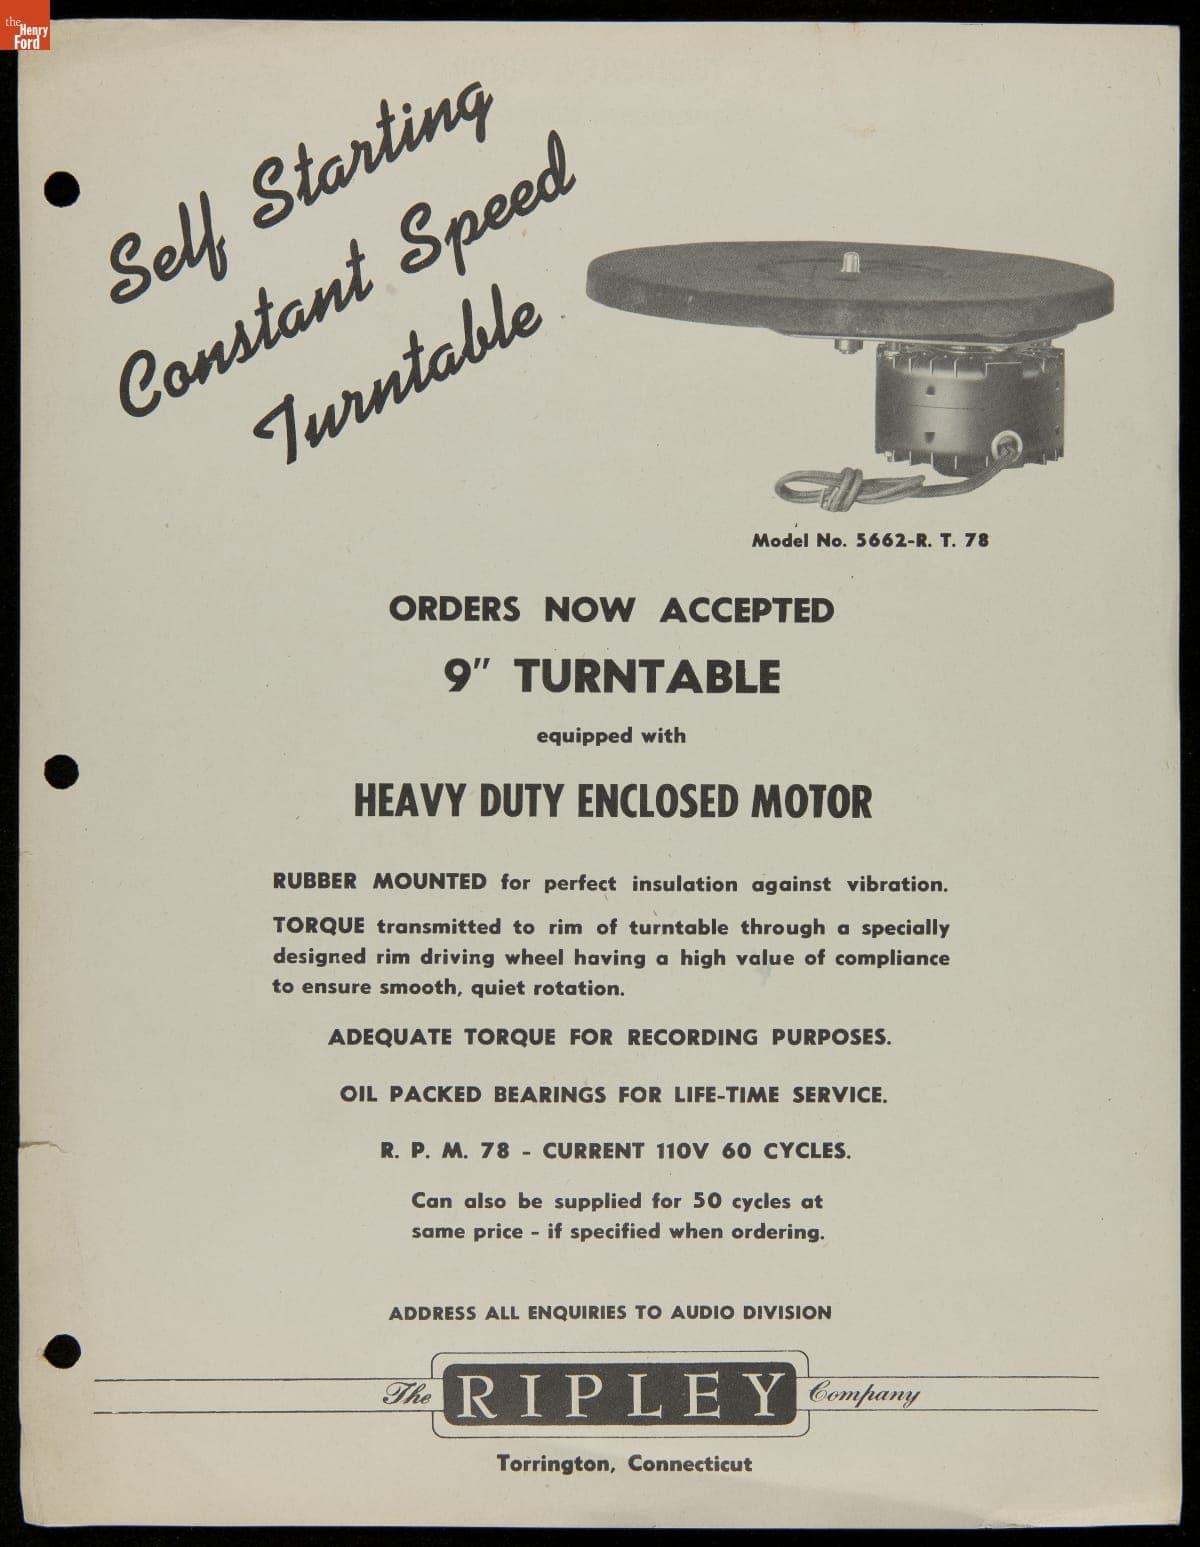 the
Henry
Ford
Self Starting
Constant Speed
Turntable
Model No. 5662-R. T. 78
ORDERS NOW ACCEPTED
9" TURNTABLE
equipped with
HEAVY DUTY ENCLOSED MOTOR
RUBBER MOUNTED for perfect insulation against vibration.
TORQUE transmitted to rim of turntable through a specially
designed rim driving wheel having a high value of compliance
to ensure smooth, quiet rotation.
ADEQUATE TORQUE FOR RECORDING PURPOSES.
OIL PACKED BEARINGS FOR LIFE-TIME SERVICE.
R. P. M. 78 - CURRENT 110V 60 CYCLES.
Can also be supplied for 50 cycles at
same price - if specified when ordering.
ADDRESS ALL ENQUIRIES TO AUDIO DIVISION
The RIPLEY Company
Torrington, Connecticut